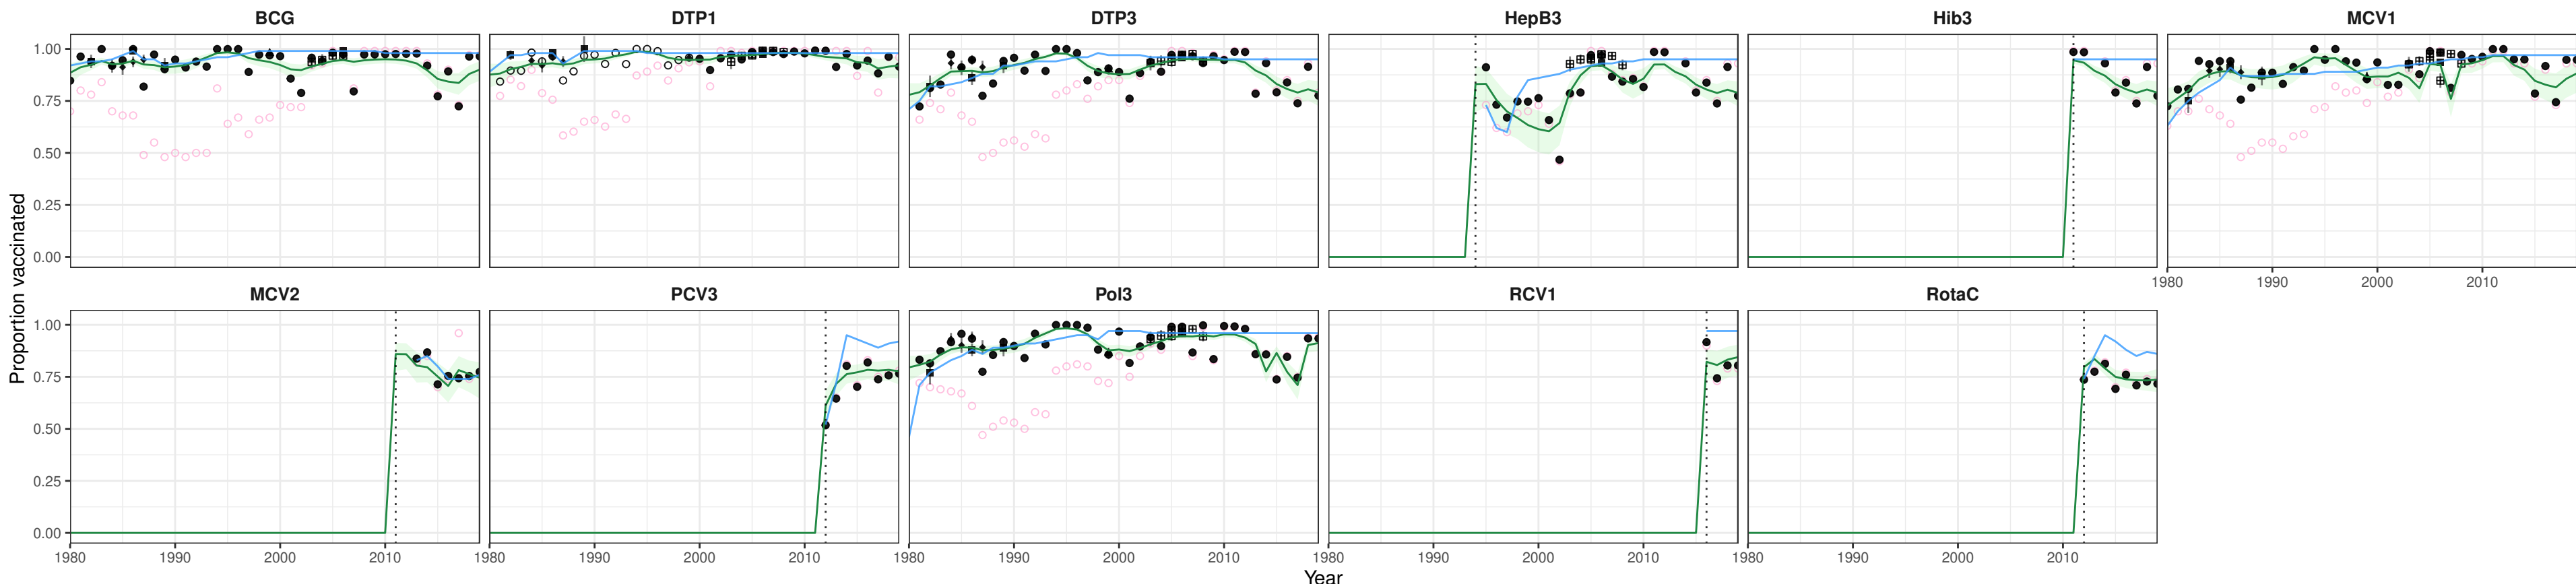 BCG DTP1 DTP3 HepB3 Hib3 MCV1
1.00
0.75
0.50
0.25
0.00
1980 1990 2000 2010
Proportion vaccinated
MCV2 PCV3 Pol3 RCV1 RotaC
1.00
0.75
0.50
0.25
0.00
1980 1990 2000 2010 1980 1990 2000 2010 1980 1990 2000 2010 1980 1990 2000 2010 1980 1990 2000 2010
Year